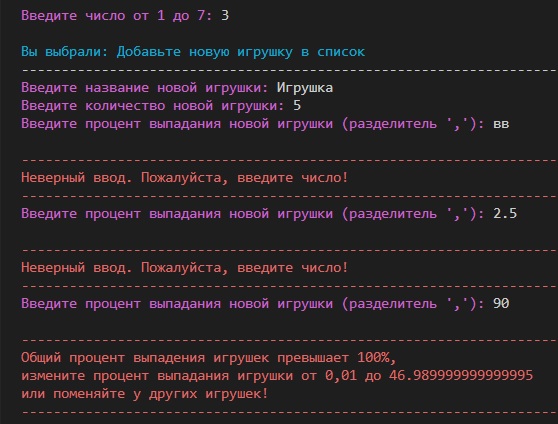 Введите число от 1 до 7: 3
Вы выбрали: Добавьте новую игрушку в список
--------------------------------------------------------------------
Введите название новой игрушки: Игрушка
Введите количество новой игрушки: 5
Введите процент выпадания новой игрушки (разделитель ','): вв
--------------------------------------------------------------------
Неверный ввод. Пожалуйста, введите число!
--------------------------------------------------------------------
Введите процент выпадания новой игрушки (разделитель ','): 2.5
--------------------------------------------------------------------
Неверный ввод. Пожалуйста, введите число!
--------------------------------------------------------------------
Введите процент выпадания новой игрушки (разделитель ','): 90
--------------------------------------------------------------------
Общий процент выпадения игрушек превышает 100%,
измените процент выпадания игрушки от 0,01 до 46.989999999999995
или поменяйте у других игрушек!
--------------------------------------------------------------------